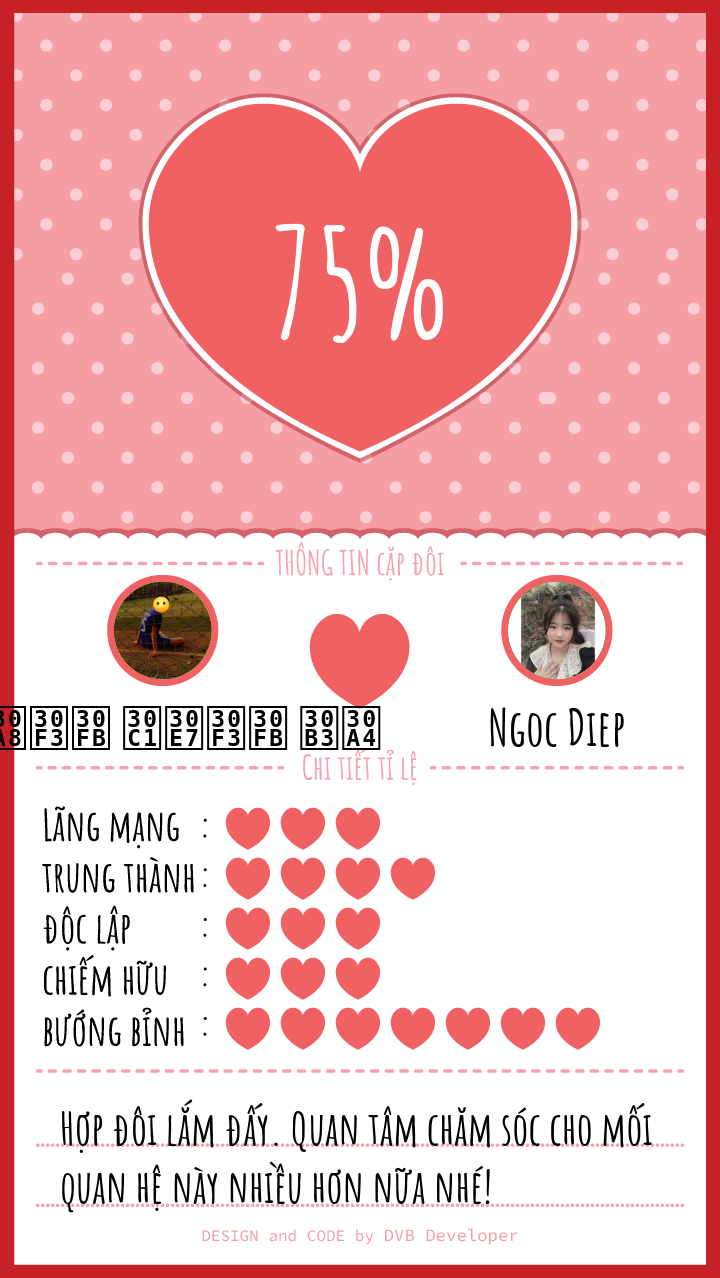 75%
THÔNG TIN cặp đôi
Ngoc Diep
Chi tiết tỉ lệ
Lãng mạng :
trung thành :
độc lập :
chiếm hữu :
bướng bỉnh :
Hợp đôi lắm đấy. Quan tâm chăm sóc cho mối
quan hệ này nhiều hơn nữa nhé!
DESIGN and CODE by DVB Developer